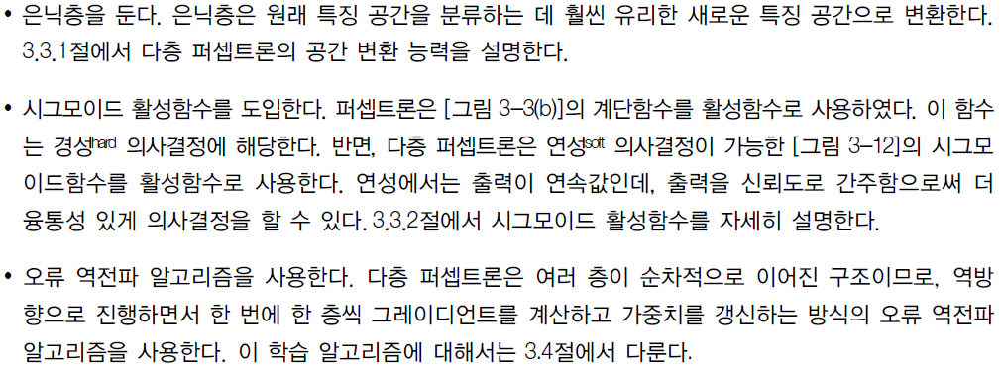 • 은닉층을 둔다. 은닉층은 원래 특징 공간을 분류하는 데 훨씬 유리한 새로운 특징 공간으로 변환한다.
3.3.1절에서 다층 퍼셉트론의 공간 변환 능력을 설명한다.
• 시그모이드 활성함수를 도입한다. 퍼셉트론은 [그림 3-3(b)]의 계단함수를 활성함수로 사용하였다. 이 함수
는 경성hard 의사결정에 해당한다. 반면, 다층 퍼셉트론은 연성soft 의사결정이 가능한 [그림 3-12]의 시그모
이드함수를 활성함수로 사용한다. 연성에서는 출력이 연속값인데, 출력을 신뢰도로 간주함으로써 더
융통성 있게 의사결정을 할 수 있다. 3.3.2절에서 시그모이드 활성함수를 자세히 설명한다.
• 오류 역전파 알고리즘을 사용한다. 다층 퍼셉트론은 여러 층이 순차적으로 이어진 구조이므로, 역방
향으로 진행하면서 한 번에 한 층씩 그레이디언트를 계산하고 가중치를 갱신하는 방식의 오류 역전파
알고리즘을 사용한다. 이 학습 알고리즘에 대해서는 3.4절에서 다룬다.